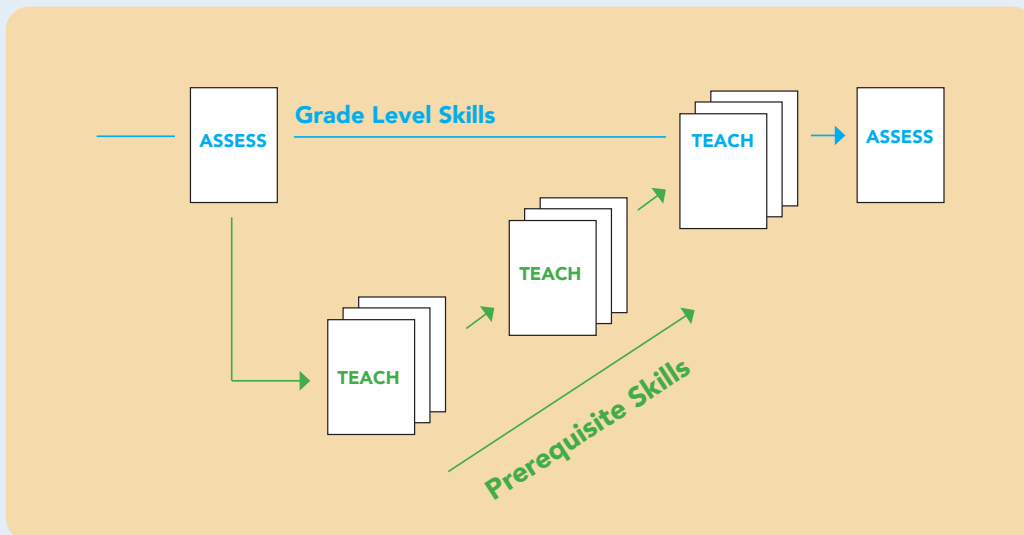 Grade Level Skills
ASSESS
TEACH
ASSESS
TEACH
TEACH
Prerequisite Skills